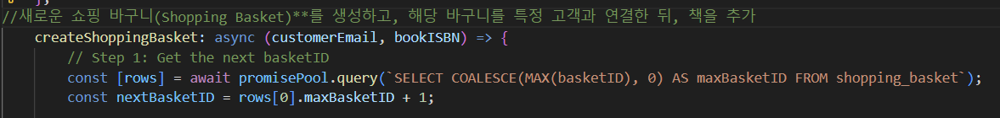 //새로운 쇼핑 바구니(Shopping Basket)**를 생성하고, 해당 바구니를 특정 고객과 연결한 뒤, 책을 추가
createShoppingBasket: async (customerEmail, bookISBN) => {
// Step 1: Get the next basketID
const [rows] = await promisePool.query(`SELECT COALESCE(MAX(basketID), 0) AS maxBasketID FROM shopping_basket`);
const nextBasketID = rows[0].maxBasketID + 1;